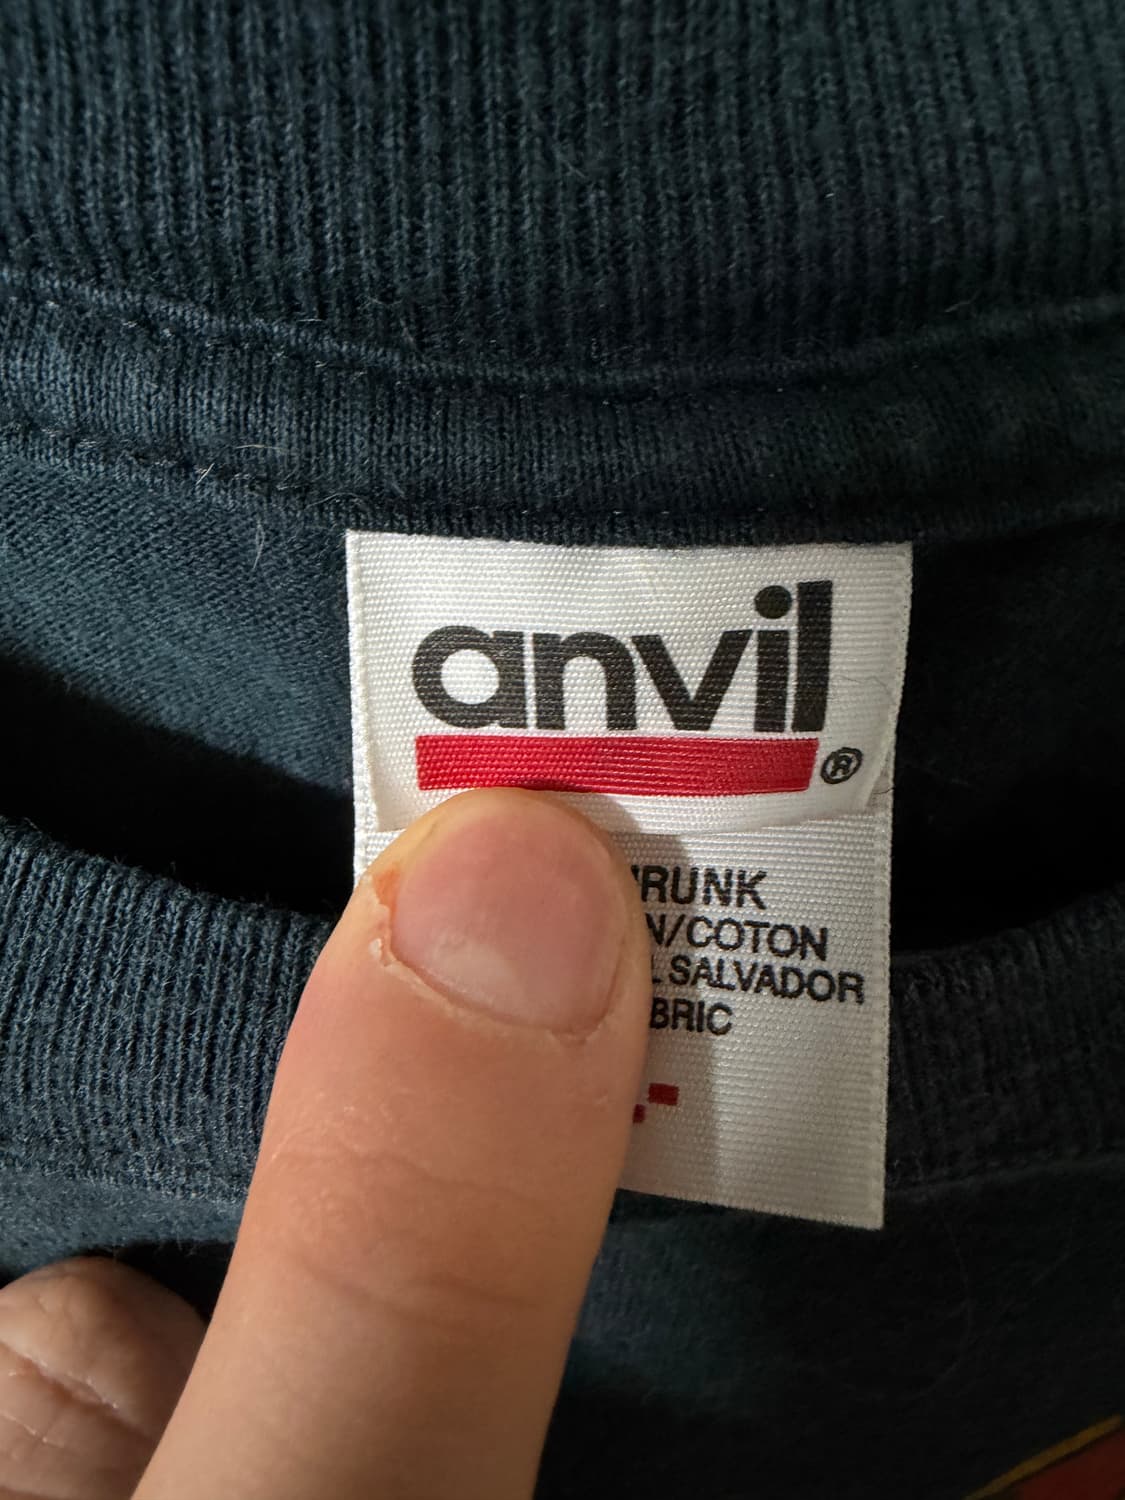 anvil
®
RUNK
N/COTON
L SALVADOR
BRIC